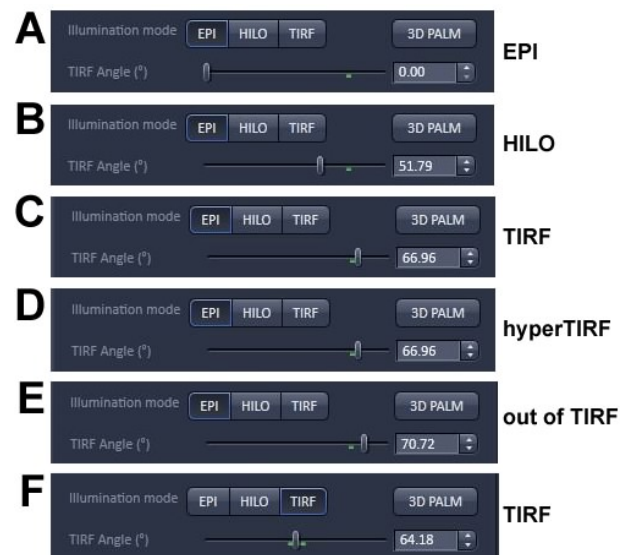 A
Illumination mode EPI HILO TIRF 3D PALM
EPI
TIRF Angle (°) 0.00
B
Illumination mode EPI HILO TIRF 3D PALM
HILO
TIRF Angle (°) 51.79
C
Illumination mode EPI HILO TIRF 3D PALM
TIRF
TIRF Angle (°) 66.96
D
Illumination mode EPI HILO TIRF 3D PALM
hyperTIRF
TIRF Angle (°) 66.96
E
Illumination mode EPI HILO TIRF 3D PALM
out of TIRF
TIRF Angle (°) 70.72
F
Illumination mode EPI HILO TIRF 3D PALM
TIRF
TIRF Angle (°) 64.18